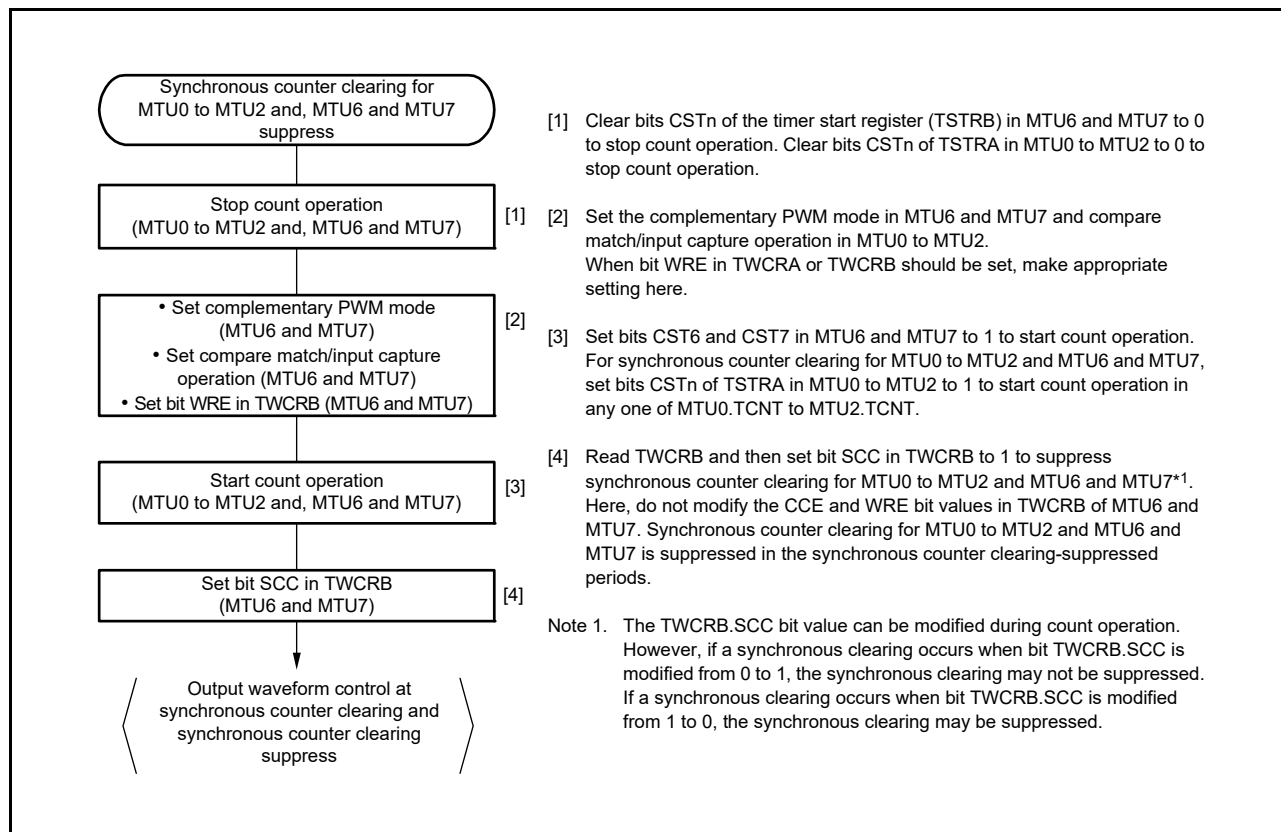 Synchronous counter clearing for
MTU0 to MTU2 and, MTU6 and MTU7
suppress
Stop count operation
(MTU0 to MTU2 and, MTU6 and MTU7)
[1]
• Set complementary PWM mode
(MTU6 and MTU7)
• Set compare match/input capture
operation (MTU6 and MTU7)
• Set bit WRE in TWCRB (MTU6 and MTU7)
[2]
Start count operation
(MTU0 to MTU2 and, MTU6 and MTU7)
[3]
Set bit SCC in TWCRB
(MTU6 and MTU7)
[4]
Output waveform control at
synchronous counter clearing and
synchronous counter clearing
suppress
[1] Clear bits CSTn of the timer start register (TSTRB) in MTU6 and MTU7 to 0
to stop count operation. Clear bits CSTn of TSTRA in MTU0 to MTU2 to 0 to
stop count operation.
[2] Set the complementary PWM mode in MTU6 and MTU7 and compare
match/input capture operation in MTU0 to MTU2.
When bit WRE in TWCRA or TWCRB should be set, make appropriate
setting here.
[3] Set bits CST6 and CST7 in MTU6 and MTU7 to 1 to start count operation.
For synchronous counter clearing for MTU0 to MTU2 and MTU6 and MTU7,
set bits CSTn of TSTRA in MTU0 to MTU2 to 1 to start count operation in
any one of MTU0.TCNT to MTU2.TCNT.
[4] Read TWCRB and then set bit SCC in TWCRB to 1 to suppress
synchronous counter clearing for MTU0 to MTU2 and MTU6 and MTU7*1.
Here, do not modify the CCE and WRE bit values in TWCRB of MTU6 and
MTU7. Synchronous counter clearing for MTU0 to MTU2 and MTU6 and
MTU7 is suppressed in the synchronous counter clearing-suppressed
periods.
Note 1. The TWCRB.SCC bit value can be modified during count operation.
However, if a synchronous clearing occurs when bit TWCRB.SCC is
modified from 0 to 1, the synchronous clearing may not be suppressed.
If a synchronous clearing occurs when bit TWCRB.SCC is modified
from 1 to 0, the synchronous clearing may be suppressed.